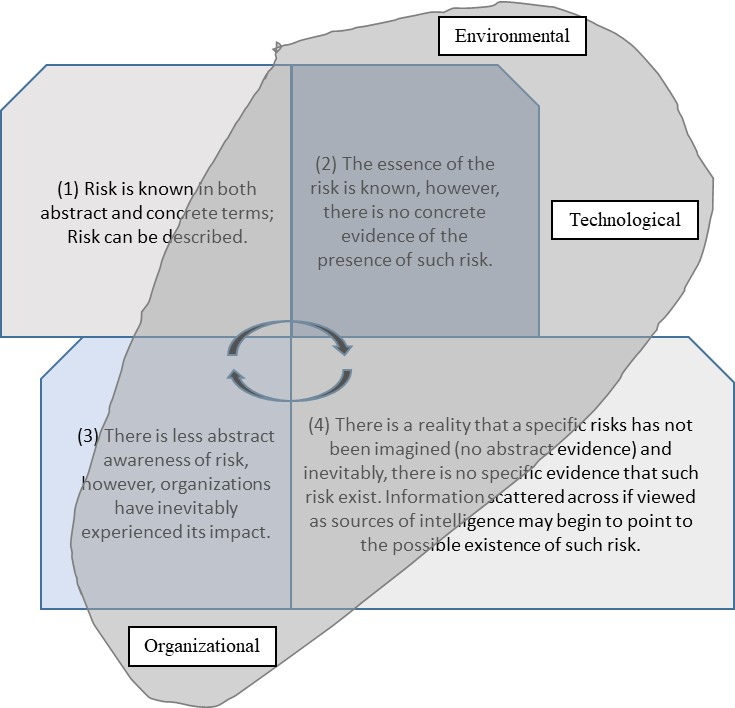 Environmental
(1) Risk is known in both
abstract and concrete terms;
Risk can be described.
(2) The essence of the
risk is known, however,
there is no concrete
evidence of the
presence of such risk.
Technological
(3) There is less abstract
awareness of risk,
however, organizations
have inevitably
experienced its impact.
(4) There is a reality that a specific risks has not
been imagined (no abstract evidence) and
inevitably, there is no specific evidence that such
risk exist. Information scattered across if viewed
as sources of intelligence may begin to point to
the possible existence of such risk.
Organizational